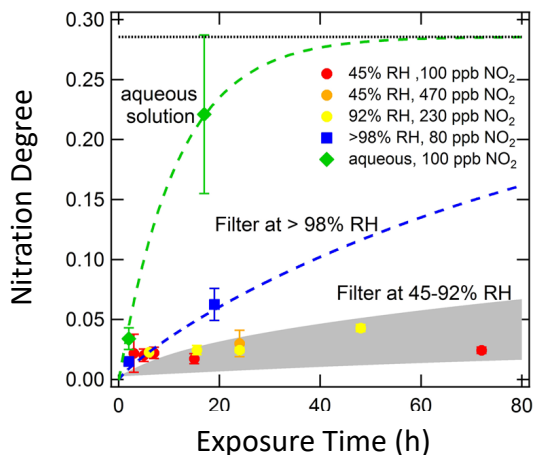 0.30
0.25
0.20
0.15
0.10
0.05
0.00
Nitration Degree
aqueous
solution
45% RH ,100 ppb NO₂
45% RH, 470 ppb NO₂
92% RH, 230 ppb NO₂
>98% RH, 80 ppb NO₂
aqueous, 100 ppb NO₂
Filter at > 98% RH
Filter at 45-92% RH
0
20
40
60
80
Exposure Time (h)